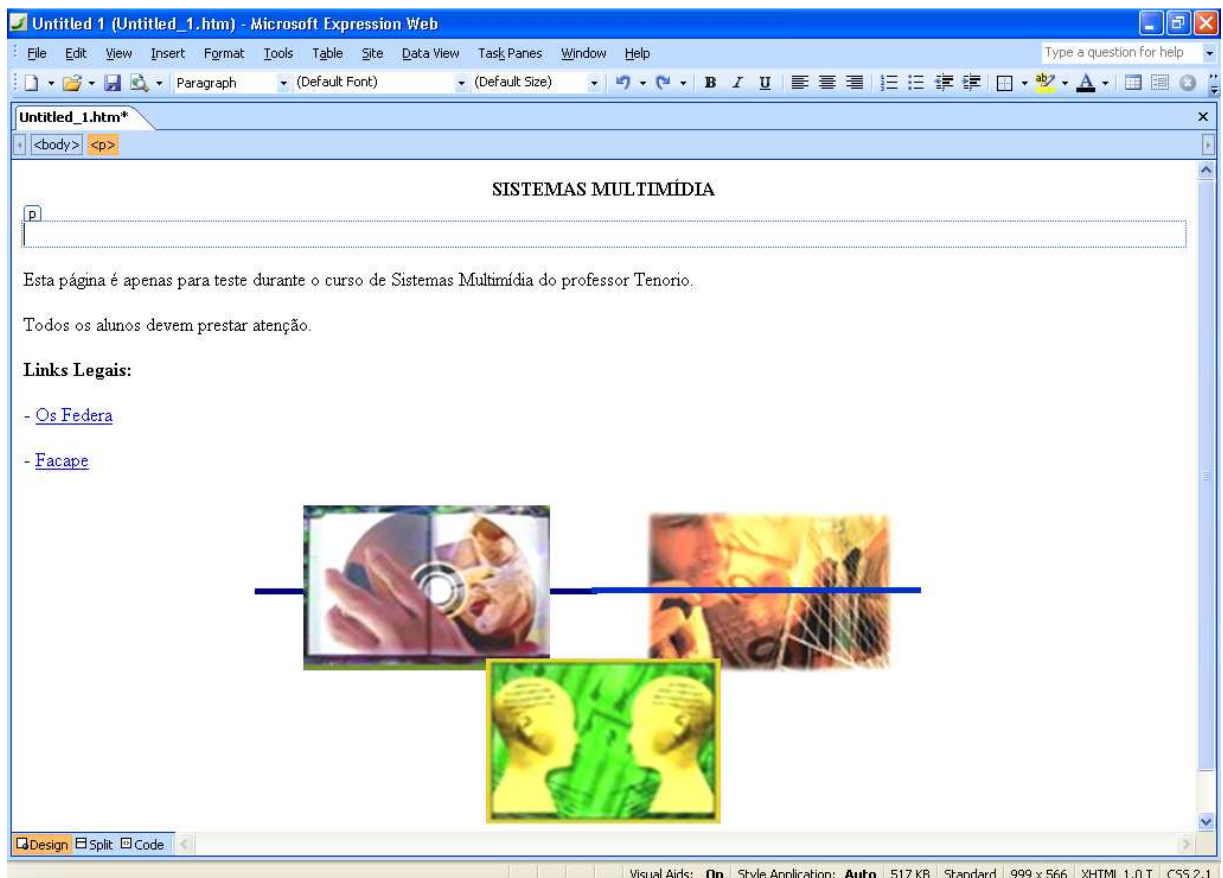 Untitled 1 (Untitled_1.htm) - Microsoft Expression Web
File Edit View Insert Format Tools Table Site Data View Task Panes Window Help Type a question for help
Paragraph (Default Font) (Default Size) B I U A
Untitled_1.htm*
<body> <p>
SISTEMAS MULTIMÍDIA
p
Esta página é apenas para teste durante o curso de Sistemas Multimídia do professor Tenorio.
Todos os alunos devem prestar atenção.
Links Legais:
- Os Federa
- Facape
Design Split Code
Visual Aids: On Style Application: Auto 517 KB Standard 999 x 566 XHTML 1.0 T CSS 2.1